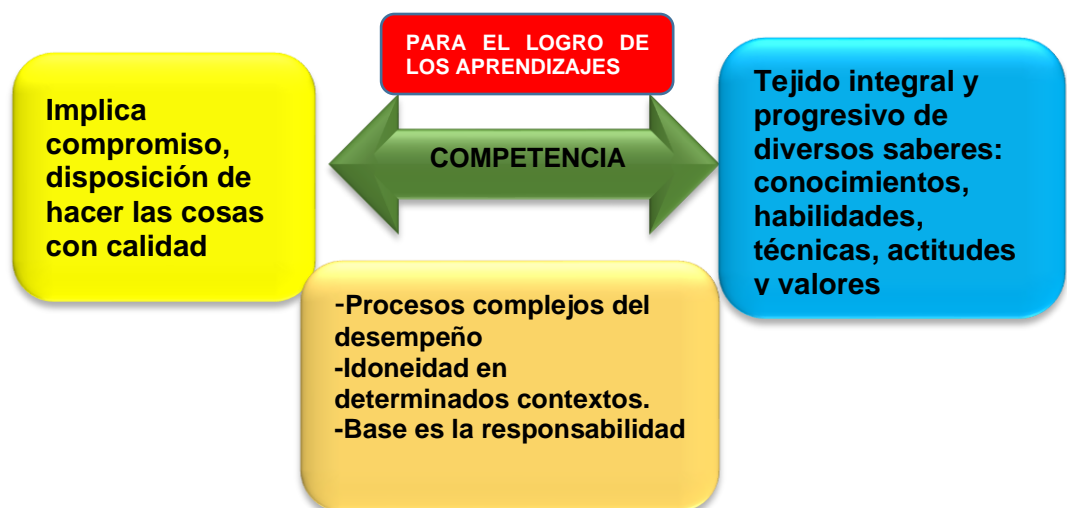 PARA EL LOGRO DE
LOS APRENDIZAJES
Implica
compromiso,
disposición de
hacer las cosas
con calidad
COMPETENCIA
Tejido integral y
progresivo de
diversos saberes:
conocimientos,
habilidades,
técnicas, actitudes
y valores
-Procesos complejos del
desempeño
-Idoneidad en
determinados contextos.
-Base es la responsabilidad